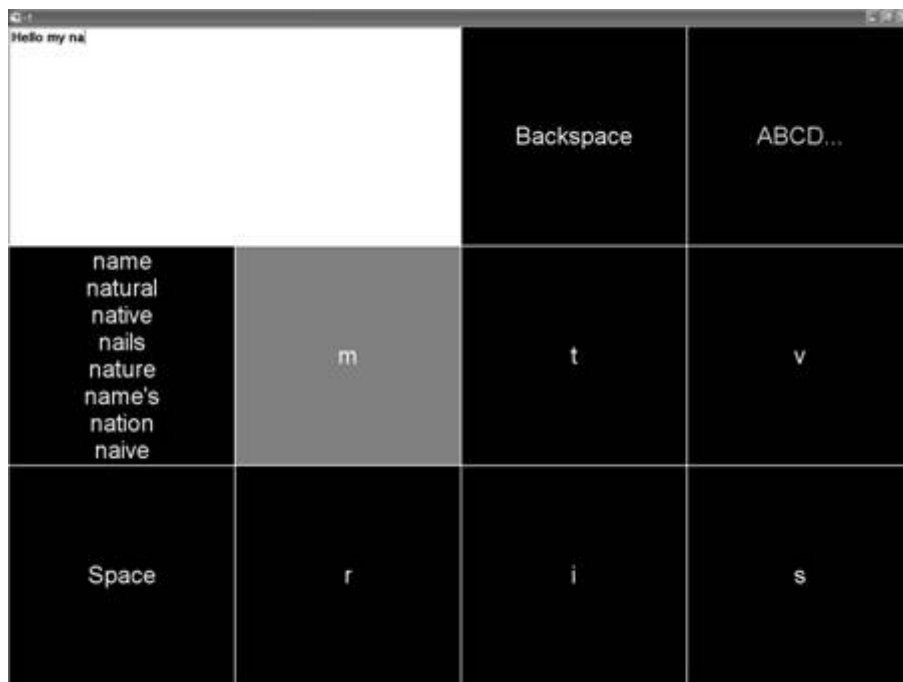 Hello my na
Backspace
ABCD...
name
natural
native
nails
nature
name's
nation
naive
m
t
v
Space
r
i
s